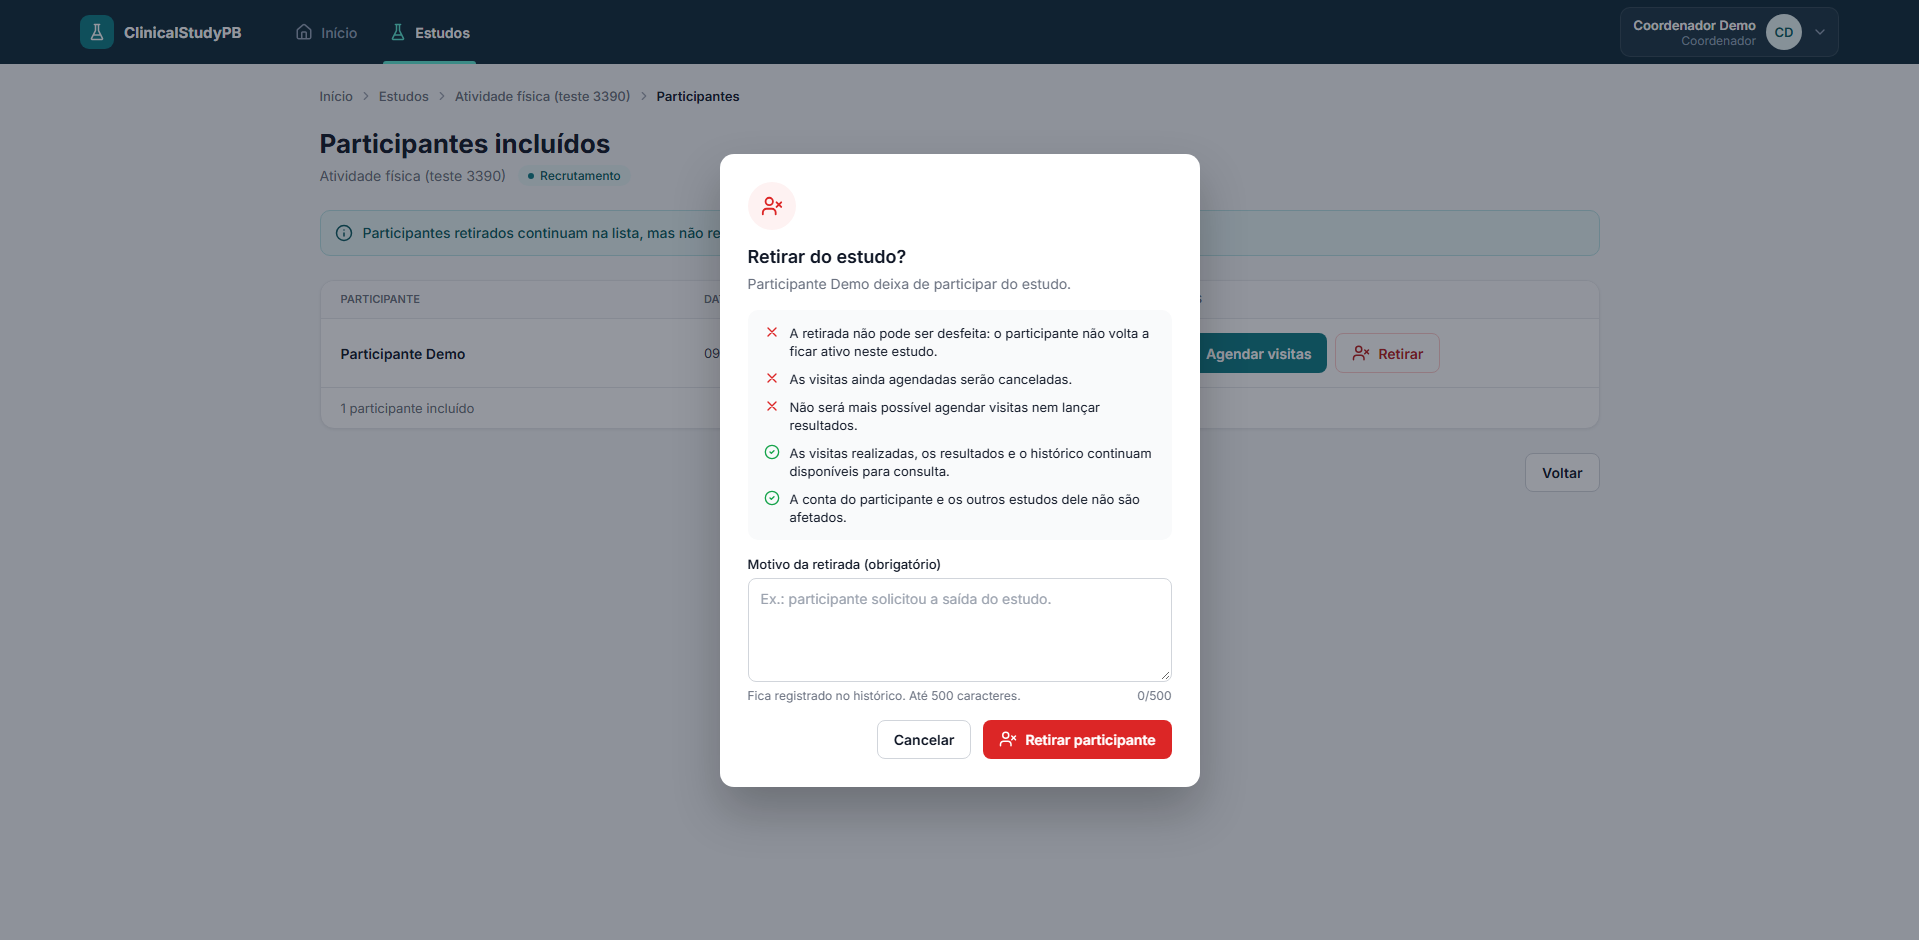 ClinicalStudyPB
Início
Estudos
Coordenador Demo
Coordenador
CD
Início > Estudos > Atividade física (teste 3390) > Participantes
Participantes incluídos
Atividade física (teste 3390)
Recrutamento
Participantes retirados continuam na lista, mas não
PARTICIPANTE
Participante Demo
09
Agendar visitas
Retirar
1 participante incluído
Voltar
Retirar do estudo?
Participante Demo deixa de participar do estudo.
A retirada não pode ser desfeita: o participante não volta a
ficar ativo neste estudo.
As visitas ainda agendadas serão canceladas.
Não será mais possível agendar visitas nem lançar
resultados.
As visitas realizadas, os resultados e o histórico continuam
disponíveis para consulta.
A conta do participante e os outros estudos dele não são
afetados.
Motivo da retirada (obrigatório)
Ex.: participante solicitou a saída do estudo.
Fica registrado no histórico. Até 500 caracteres.
0/500
Cancelar
Retirar participante